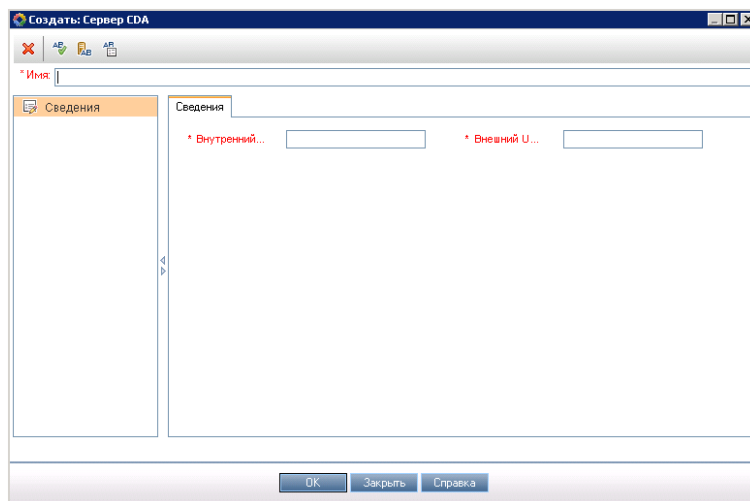 Создать: Сервер CDA
* Имя:
Сведения
Сведения
* Внутренний...
* Внешний U...
OK
Закрыть
Справка